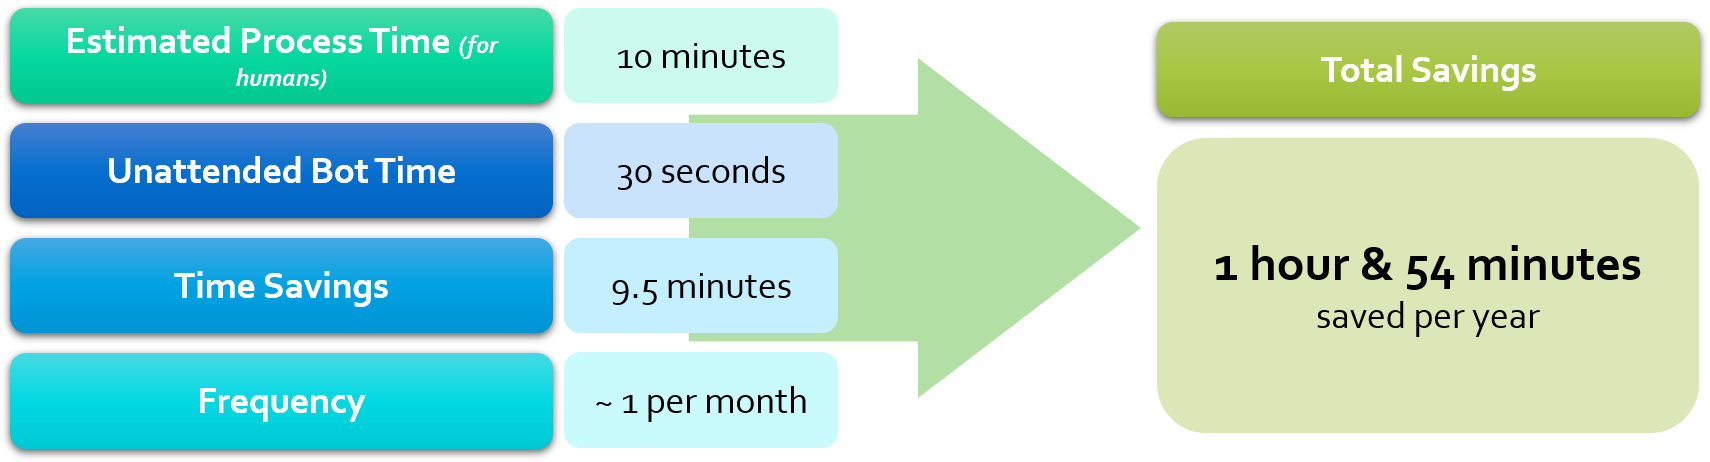 Estimated Process Time (for
humans)
10 minutes
Unattended Bot Time
30 seconds
Time Savings
9.5 minutes
Frequency
~ 1 per month
Total Savings
1 hour & 54 minutes
saved per year